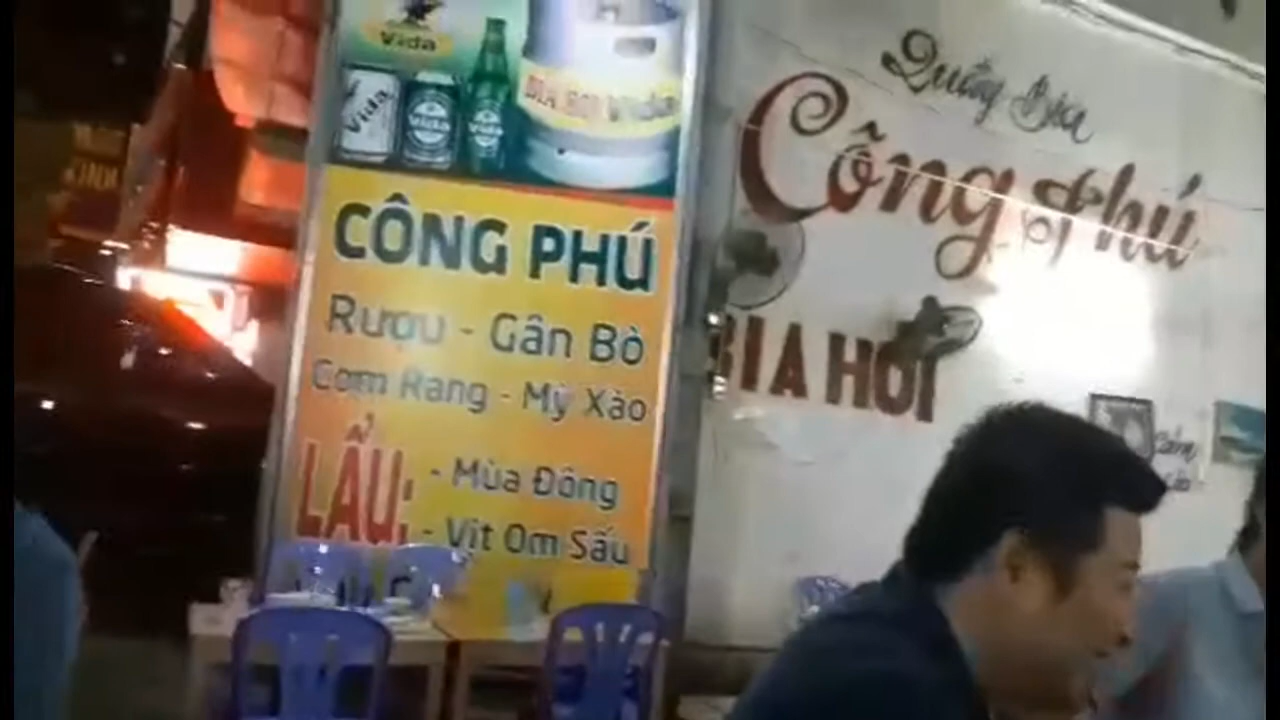 Vida
Vida
Vida
Vida
BIA HƠI Vida
CÔNG PHÚ
Rượu - Gân Bò
Cơm Rang - Mỳ Xào
LẨU:
- Mùa Đông
- Vịt Om Sấu
Quầy Bia
Công Phú
BIA HƠI